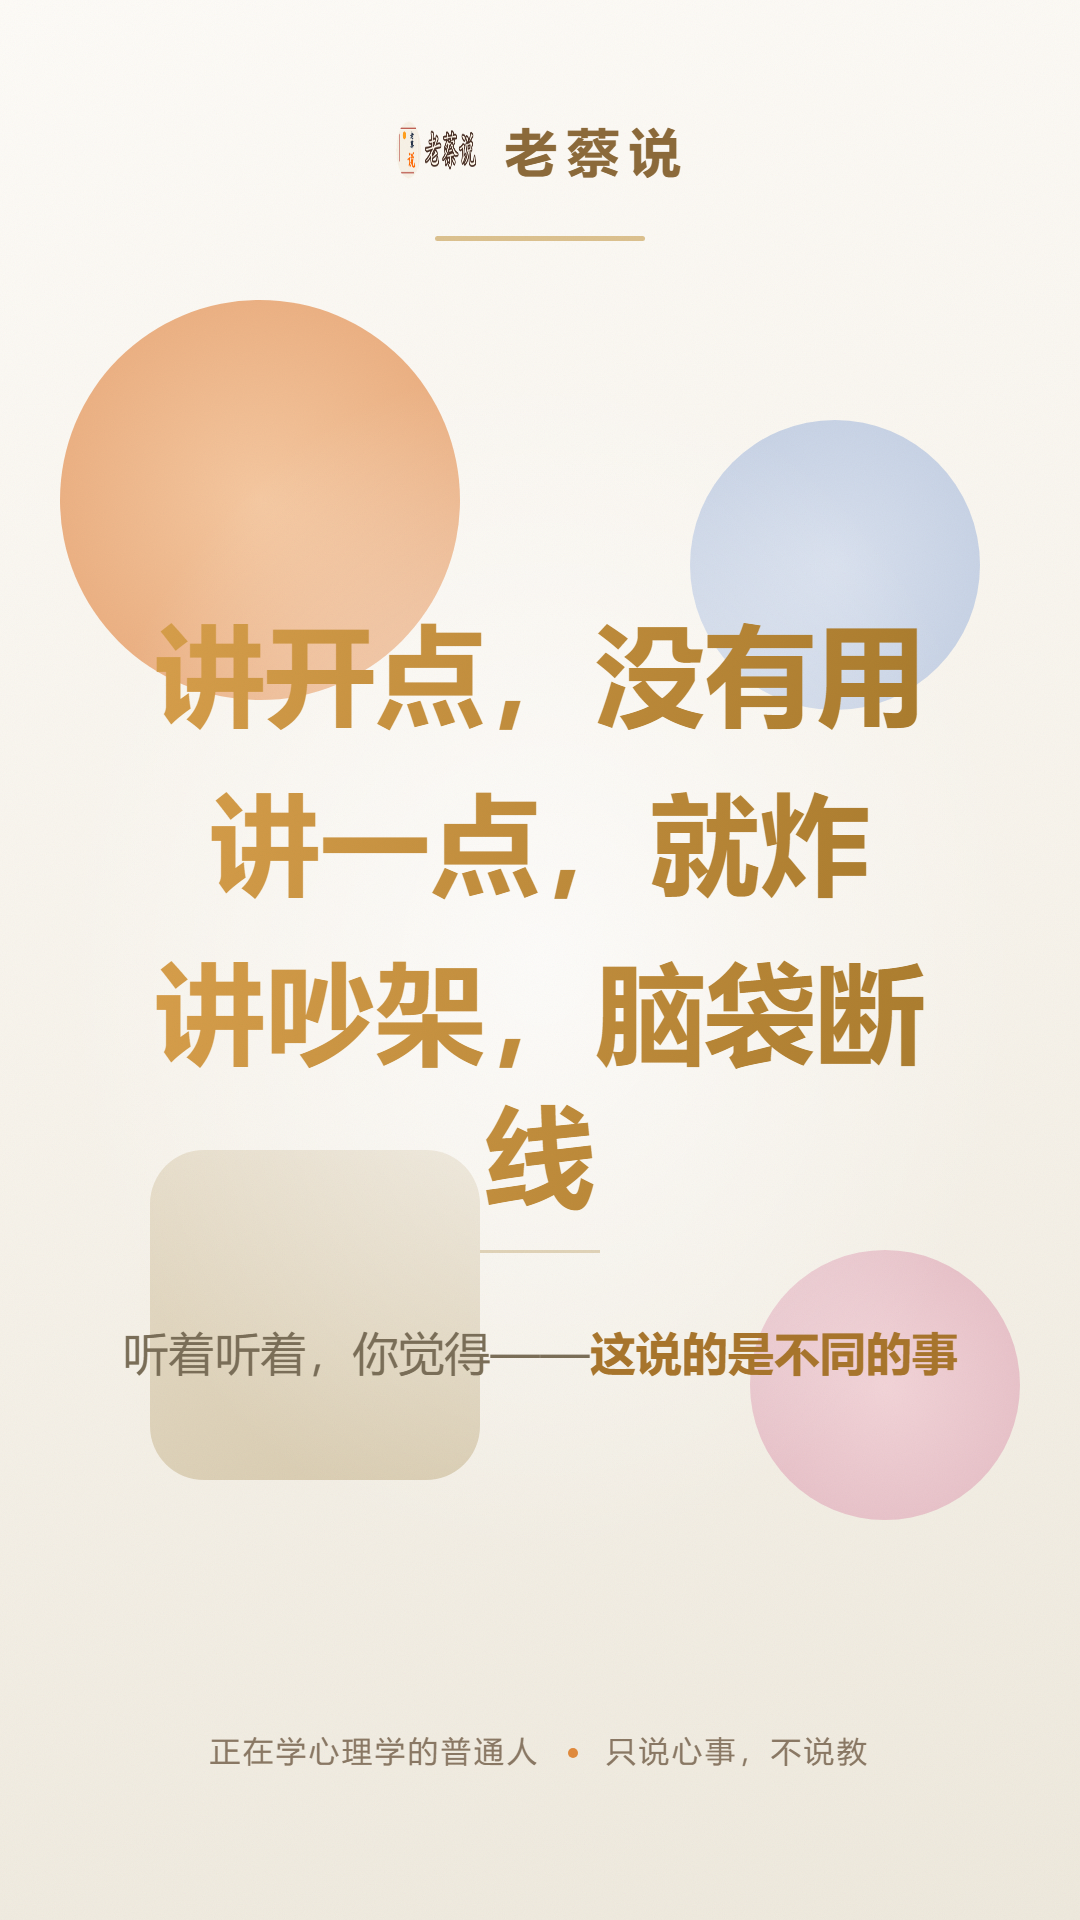 老蔡说 老蔡说
讲开点，没有用
讲一点，就炸
讲吵架，脑袋断
线
听着听着，你觉得——这说的是不同的事
正在学心理学的普通人 • 只说心事，不说教